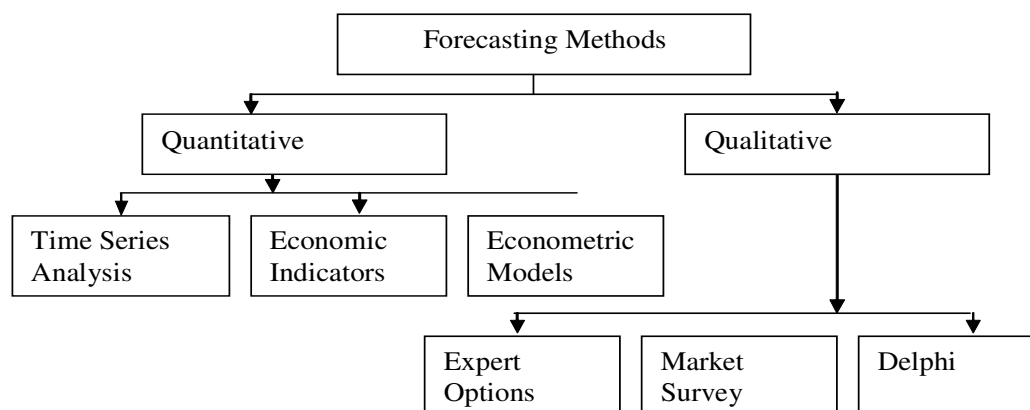 Forecasting Methods
Quantitative
Qualitative
Time Series
Analysis
Economic
Indicators
Econometric
Models
Expert
Options
Market
Survey
Delphi